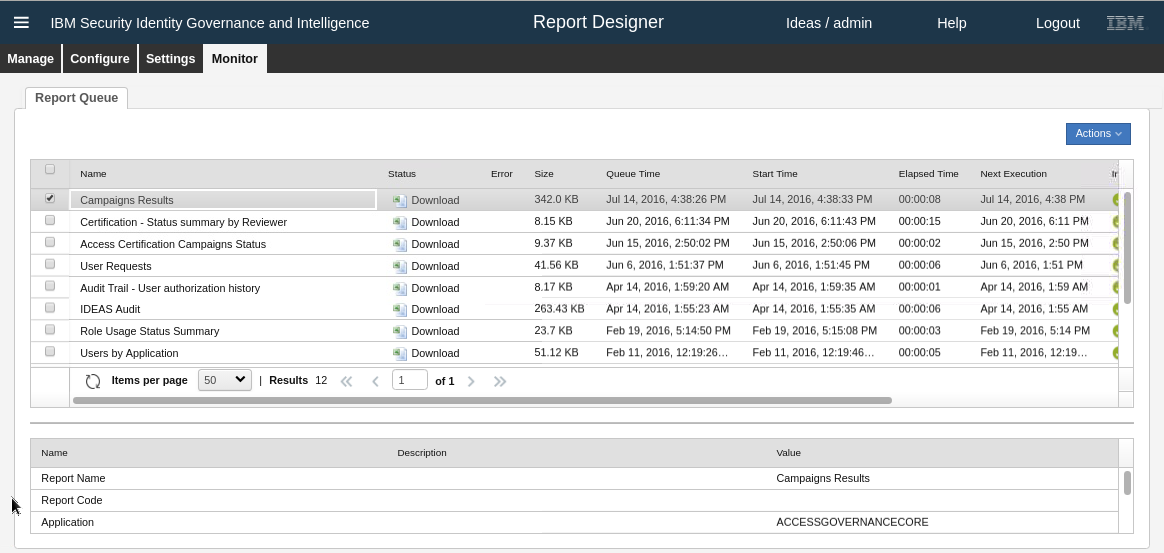 IBM Security Identity Governance and Intelligence Report Designer Ideas / admin Help Logout IBM
Manage Configure Settings Monitor
Report Queue
Actions
Name Status Error Size Queue Time Start Time Elapsed Time Next Execution
Campaigns Results Download 342.0 KB Jul 14, 2016, 4:38:26 PM Jul 14, 2016, 4:38:33 PM 00:00:08 Jul 14, 2016, 4:38 PM
Certification - Status summary by Reviewer Download 8.15 KB Jun 20, 2016, 6:11:34 PM Jun 20, 2016, 6:11:43 PM 00:00:15 Jun 20, 2016, 6:11 PM
Access Certification Campaigns Status Download 9.37 KB Jun 15, 2016, 2:50:02 PM Jun 15, 2016, 2:50:06 PM 00:00:02 Jun 15, 2016, 2:50 PM
User Requests Download 41.56 KB Jun 6, 2016, 1:51:37 PM Jun 6, 2016, 1:51:45 PM 00:00:06 Jun 6, 2016, 1:51 PM
Audit Trail - User authorization history Download 8.17 KB Apr 14, 2016, 1:59:20 AM Apr 14, 2016, 1:59:35 AM 00:00:01 Apr 14, 2016, 1:59 AM
IDEAS Audit Download 263.43 KB Apr 14, 2016, 1:55:23 AM Apr 14, 2016, 1:55:35 AM 00:00:06 Apr 14, 2016, 1:55 AM
Role Usage Status Summary Download 23.7 KB Feb 19, 2016, 5:14:50 PM Feb 19, 2016, 5:15:08 PM 00:00:03 Feb 19, 2016, 5:14 PM
Users by Application Download 51.12 KB Feb 11, 2016, 12:19:26... Feb 11, 2016, 12:19:46... 00:00:05 Feb 11, 2016, 12:19...
Items per page 50 | Results 12 1 of 1
Name Description Value
Report Name Campaigns Results
Report Code
Application ACCESSGOVERNANCECORE